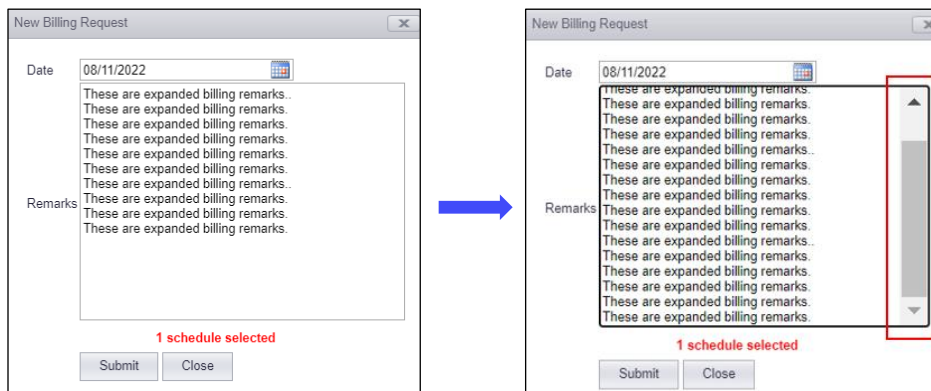 New Billing Request
Date
08/11/2022
Remarks
These are expanded billing remarks..
These are expanded billing remarks.
These are expanded billing remarks.
These are expanded billing remarks.
These are expanded billing remarks.
These are expanded billing remarks.
These are expanded billing remarks..
These are expanded billing remarks.
These are expanded billing remarks.
These are expanded billing remarks.
1 schedule selected
Submit
Close
New Billing Request
Date
08/11/2022
Remarks
These are expanded billing remarks.
These are expanded billing remarks.
These are expanded billing remarks.
These are expanded billing remarks.
These are expanded billing remarks..
These are expanded billing remarks.
These are expanded billing remarks.
These are expanded billing remarks.
These are expanded billing remarks.
These are expanded billing remarks.
These are expanded billing remarks..
These are expanded billing remarks.
These are expanded billing remarks.
These are expanded billing remarks.
These are expanded billing remarks.
These are expanded billing remarks.
1 schedule selected
Submit
Close